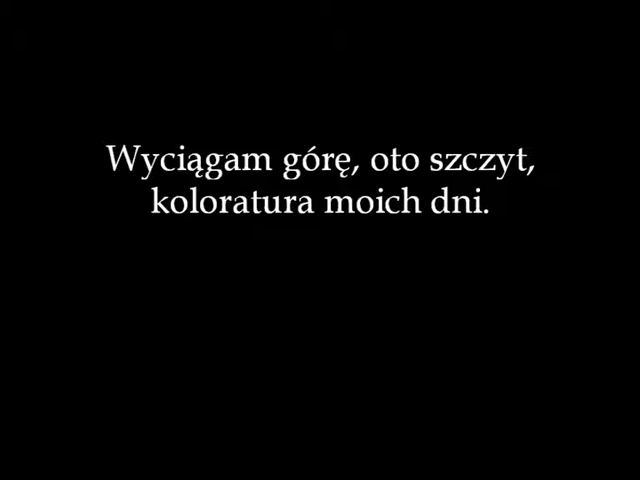 Wyciągam górę, oto szczyt,
koloratura moich dni.